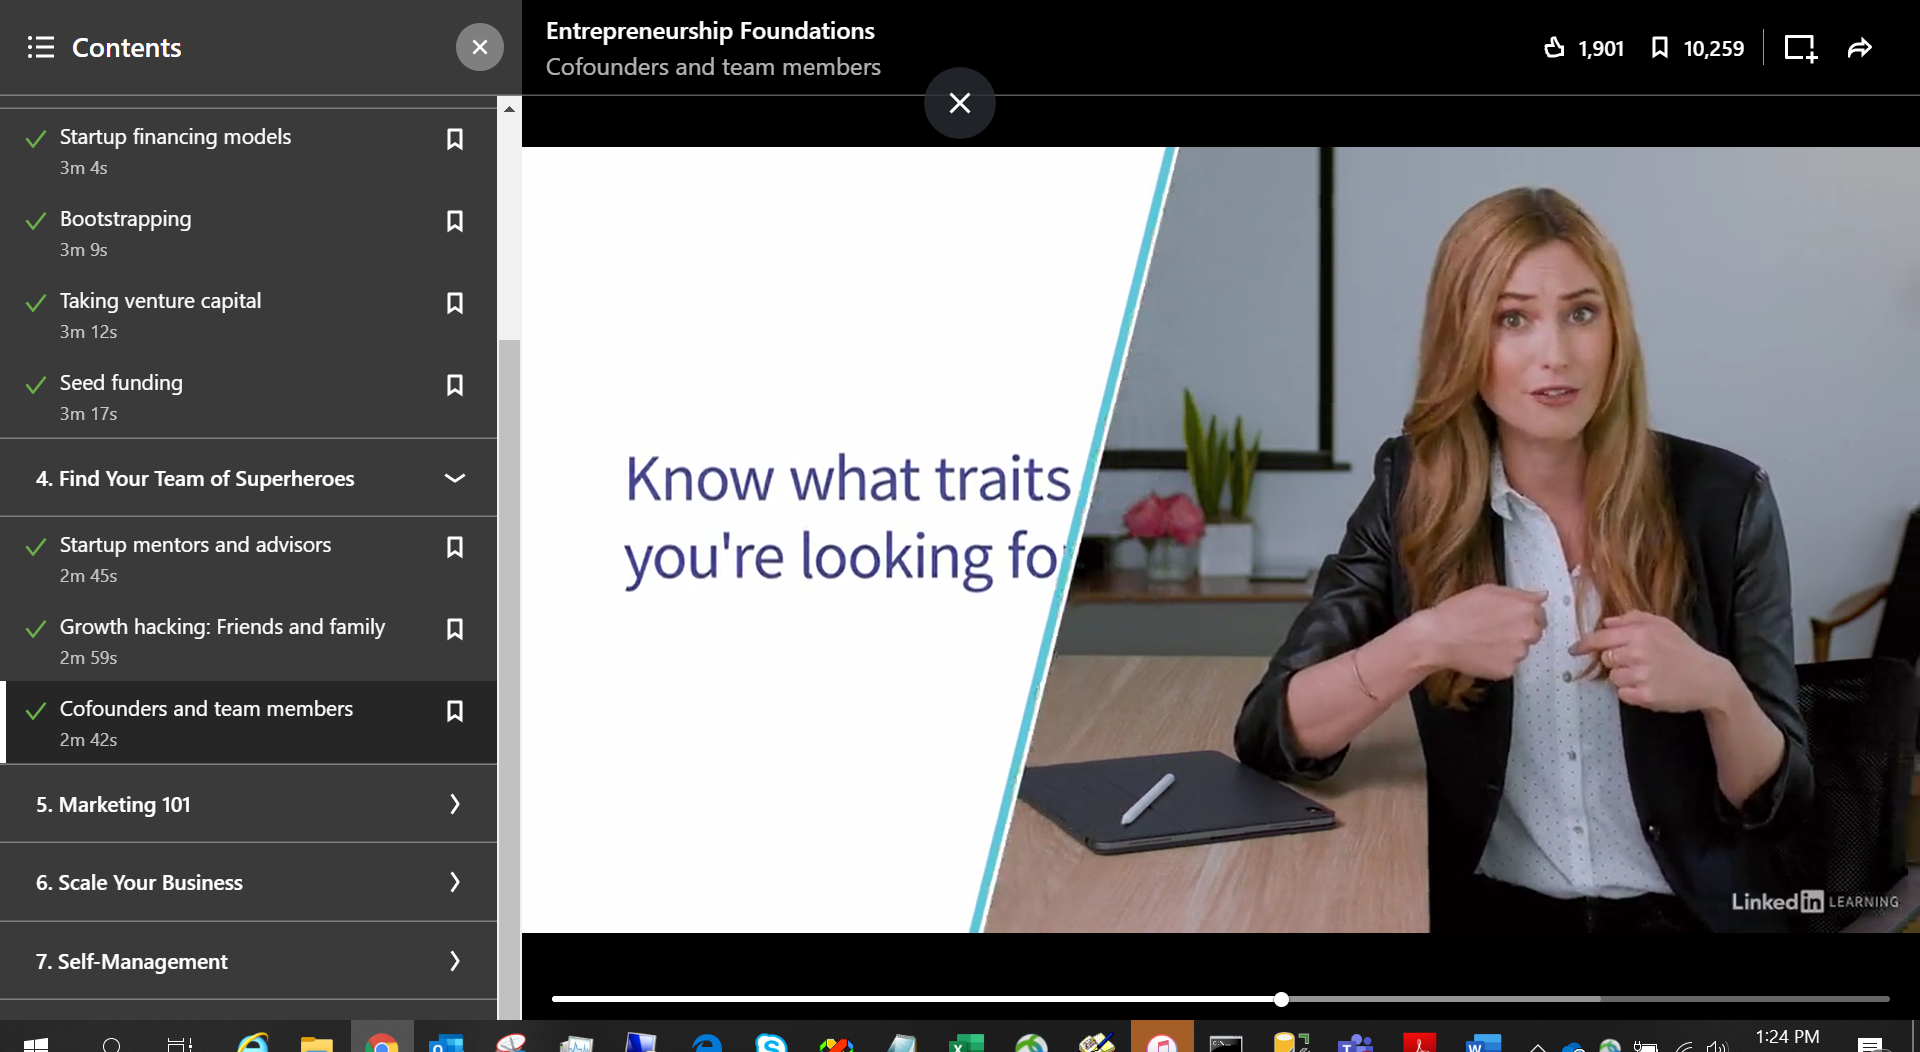 Contents
Startup financing models
3m 4s
Bootstrapping
3m 9s
Taking venture capital
3m 12s
Seed funding
3m 17s
4. Find Your Team of Superheroes
Startup mentors and advisors
2m 45s
Growth hacking: Friends and family
2m 59s
Cofounders and team members
2m 42s
5. Marketing 101
6. Scale Your Business
7. Self-Management
Entrepreneurship Foundations
Cofounders and team members
1,901
10,259
Know what traits
you're looking fo
Linked in LEARNING
1:24 PM